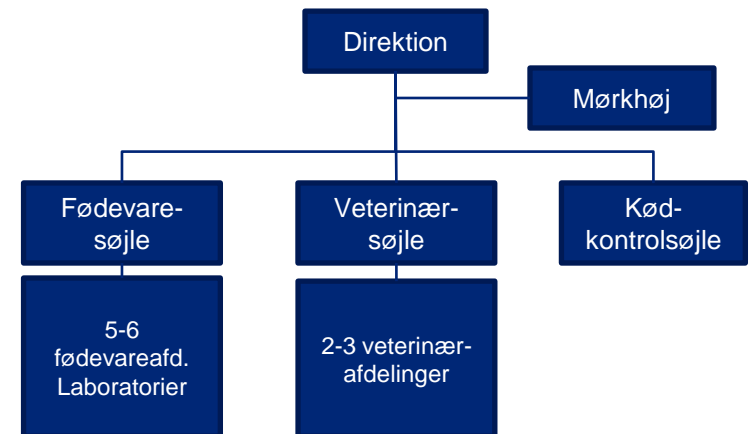 Direktion
Mørkhøj
Fødevare-
søjle
Veterinær-
søjle
Kød-
kontrolsøjle
5-6
fødevareafd.
Laboratorier
2-3 veterinær-
afdelinger